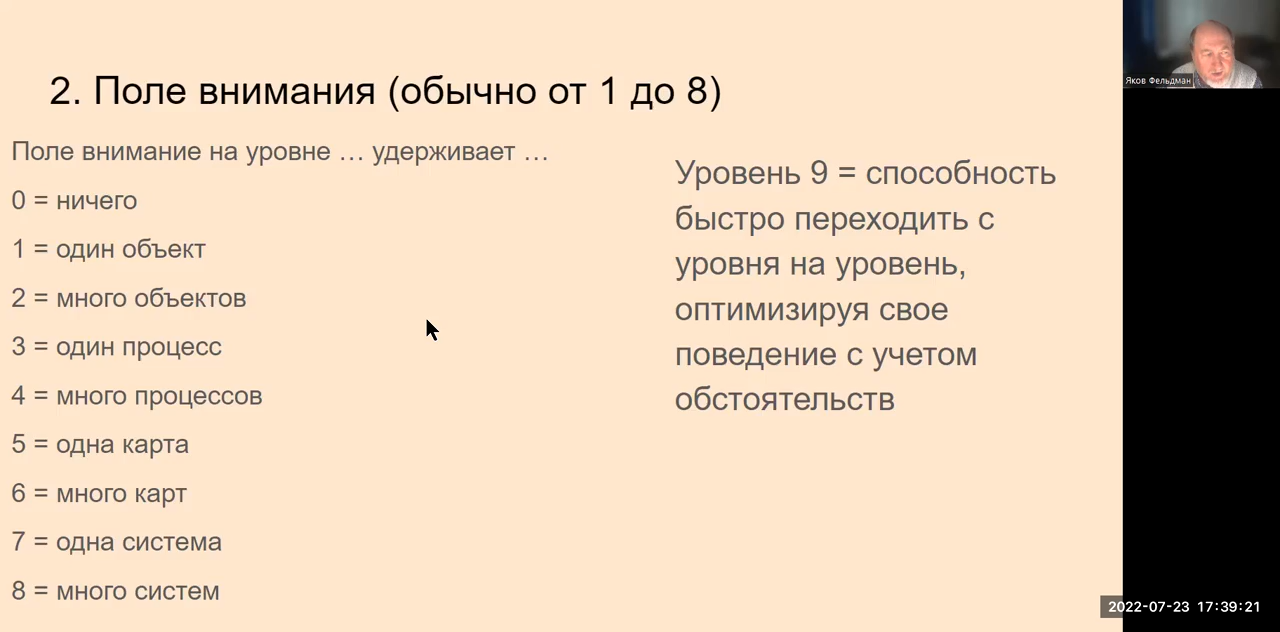 2. Поле внимания (обычно от 1 до 8)
Поле внимание на уровне … удерживает …
0 = ничего
1 = один объект
2 = много объектов
3 = один процесс
4 = много процессов
5 = одна карта
6 = много карт
7 = одна система
8 = много систем
Уровень 9 = способность
быстро переходить с
уровня на уровень,
оптимизируя свое
поведение с учетом
обстоятельств
Яков Фельдман
2022-07-23 17:39:21